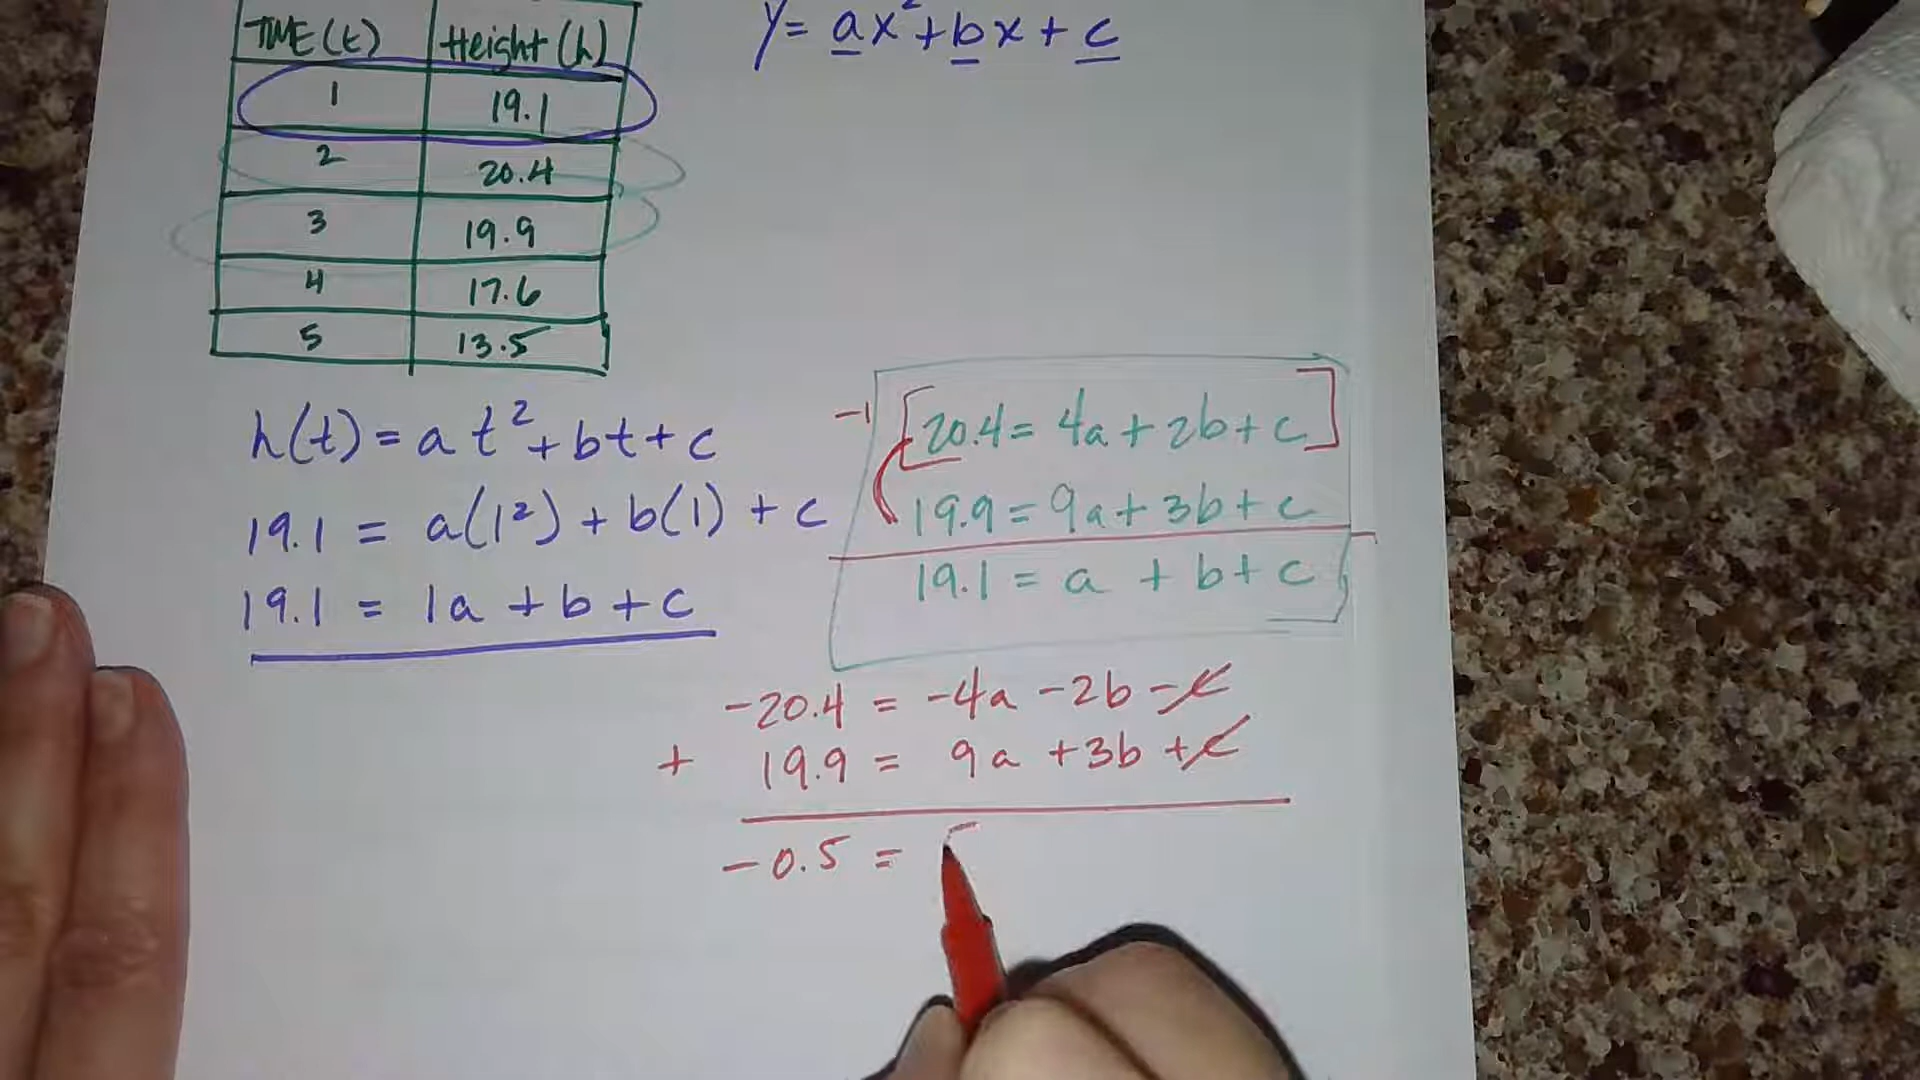 TIME (t) Height (h)
1 19.1
2 20.4
3 19.9
4 17.6
5 13.5
y = ax² + bx + c
h(t) = at² + bt + c
19.1 = a(1²) + b(1) + c
19.1 = 1a + b + c
-1 [20.4 = 4a + 2b + c]
19.9 = 9a + 3b + c
19.1 = a + b + c
-20.4 = -4a - 2b - c
+ 19.9 = 9a + 3b + c
-0.5 = 5